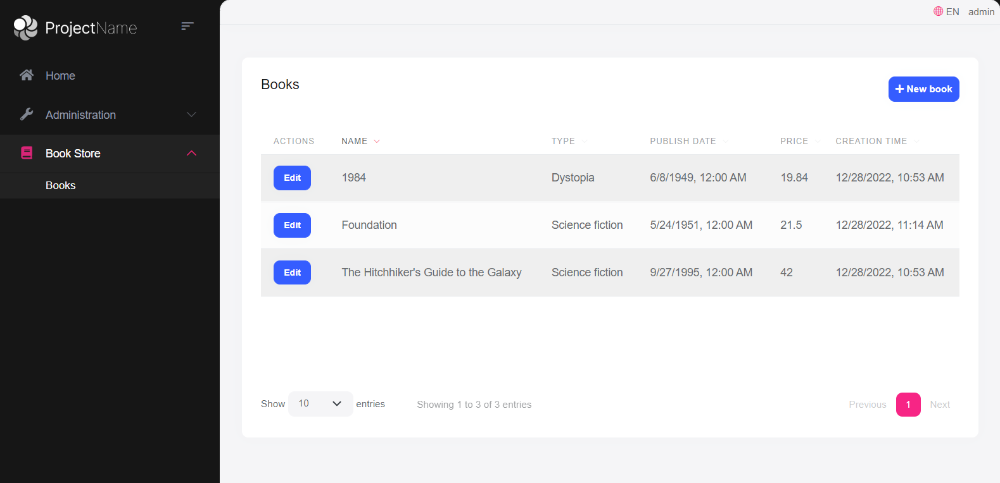 ProjectName
EN admin
Home
Administration
Book Store
Books
Books
New book
ACTIONS NAME TYPE PUBLISH DATE PRICE CREATION TIME
Edit 1984 Dystopia 6/8/1949, 12:00 AM 19.84 12/28/2022, 10:53 AM
Edit Foundation Science fiction 5/24/1951, 12:00 AM 21.5 12/28/2022, 11:14 AM
Edit The Hitchhiker's Guide to the Galaxy Science fiction 9/27/1995, 12:00 AM 42 12/28/2022, 10:53 AM
Show 10 entries Showing 1 to 3 of 3 entries Previous 1 Next